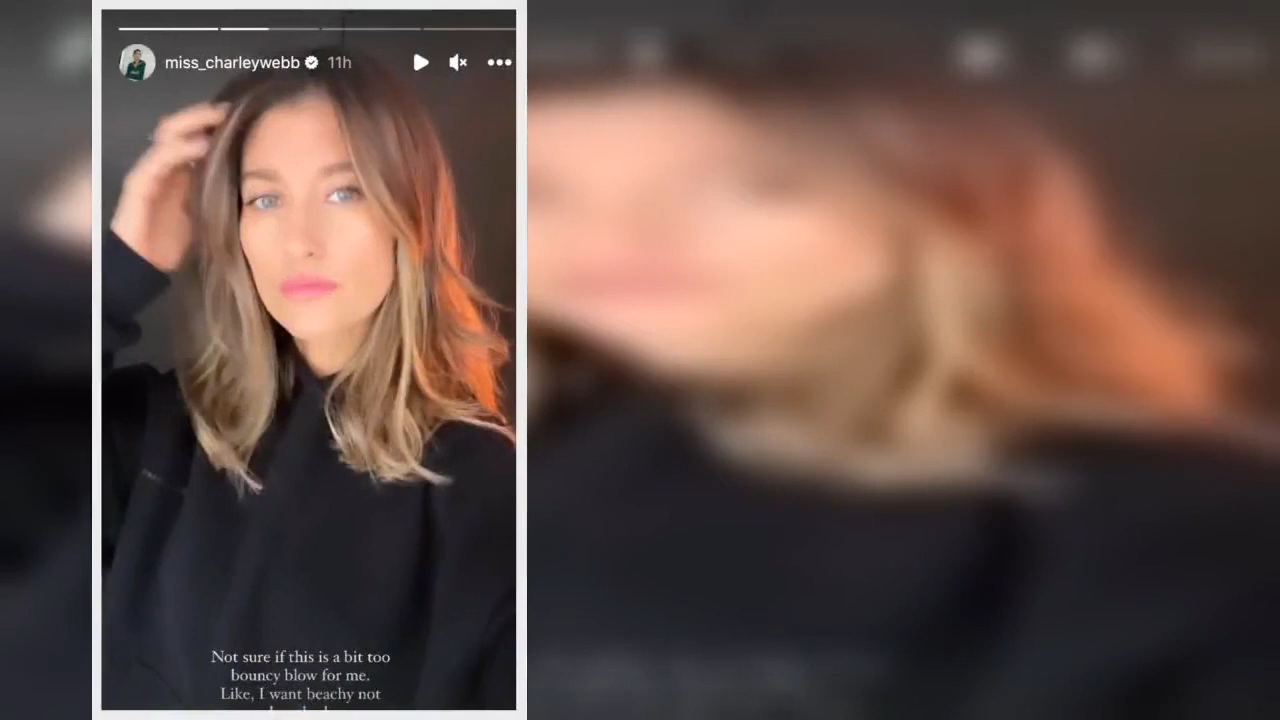 miss_charleywebb 11h
Not sure if this is a bit too
bouncy blow for me.
Like, I want beachy not